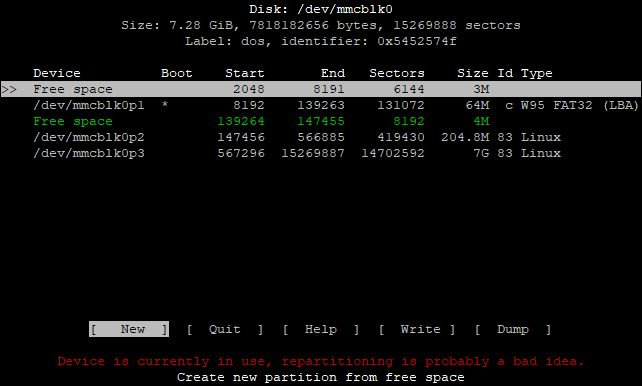 Disk: /dev/mmcblk0
Size: 7.28 GiB, 7818182656 bytes, 15269888 sectors
Label: dos, identifier: 0x5452574f
Device Boot Start End Sectors Size Id Type
>> Free space 2048 8191 6144 3M
/dev/mmcblk0p1 * 8192 139263 131072 64M c W95 FAT32 (LBA)
Free space 139264 147455 8192 4M
/dev/mmcblk0p2 147456 566885 419430 204.8M 83 Linux
/dev/mmcblk0p3 567296 15269887 14702592 7G 83 Linux
[ New ] [ Quit ] [ Help ] [ Write ] [ Dump ]
Device is currently in use, repartitioning is probably a bad idea.
Create new partition from free space